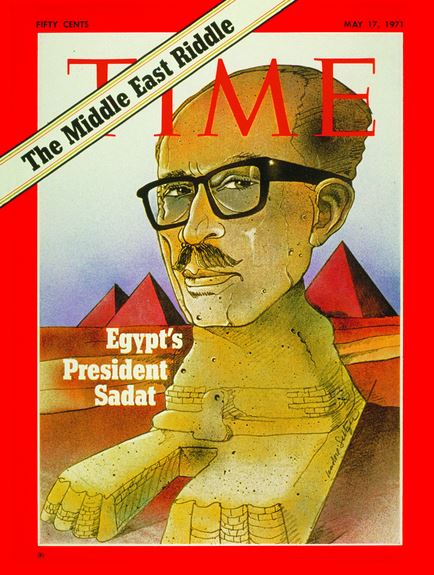 FIFTY CENTS
MAY 17, 1971
The Middle East Riddle
TIME
Egypt's
President
Sadat